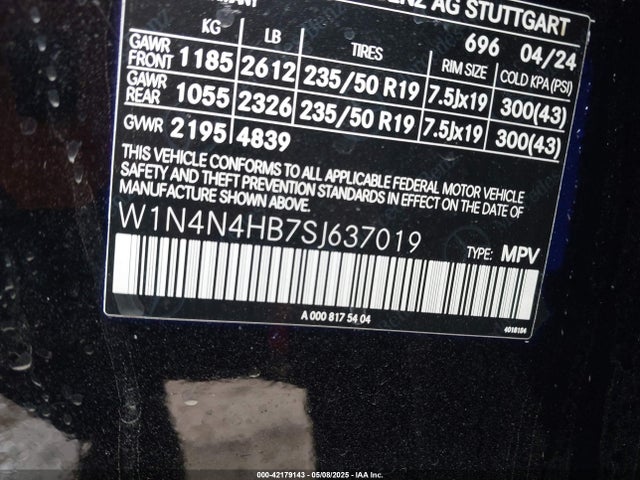 ENZ AG STUTTGART
696 04/24
KG LB TIRES RIM SIZE COLD KPA (PSI)
GAWR FRONT 1185 2612 235/50 R19 7.5Jx19 300(43)
GAWR REAR 1055 2326 235/50 R19 7.5Jx19 300(43)
GVWR 2195 4839
THIS VEHICLE CONFORMS TO ALL APPLICABLE FEDERAL MOTOR VEHICLE
SAFETY AND THEFT PREVENTION STANDARDS IN EFFECT ON THE DATE OF
MANUFACTURE SHOWN ABOVE.
W1N4N4HB7SJ637019 TYPE: MPV
A 000 817 54 04
4018184
000-42179143 — 05/08/2025 — IAA Inc.